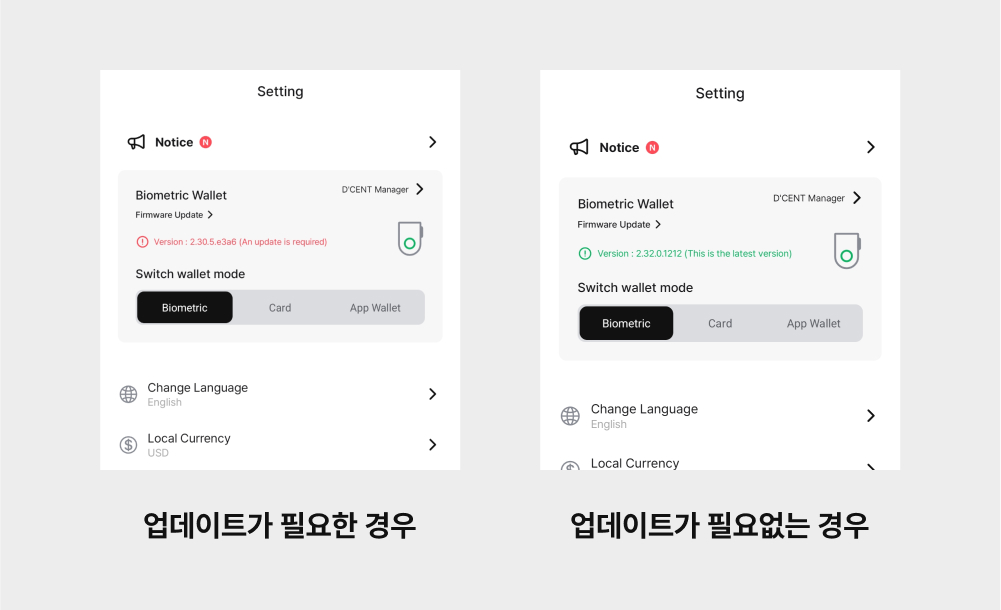 Setting
Notice N
Biometric Wallet
D'CENT Manager
Firmware Update
Version : 2.30.5.e3a6 (An update is required)
Switch wallet mode
Biometric Card App Wallet
Change Language
English
Local Currency
USD
업데이트가 필요한 경우
Setting
Notice N
Biometric Wallet
D'CENT Manager
Firmware Update
Version : 2.32.0.1212 (This is the latest version)
Switch wallet mode
Biometric Card App Wallet
Change Language
English
Local Currency
업데이트가 필요없는 경우